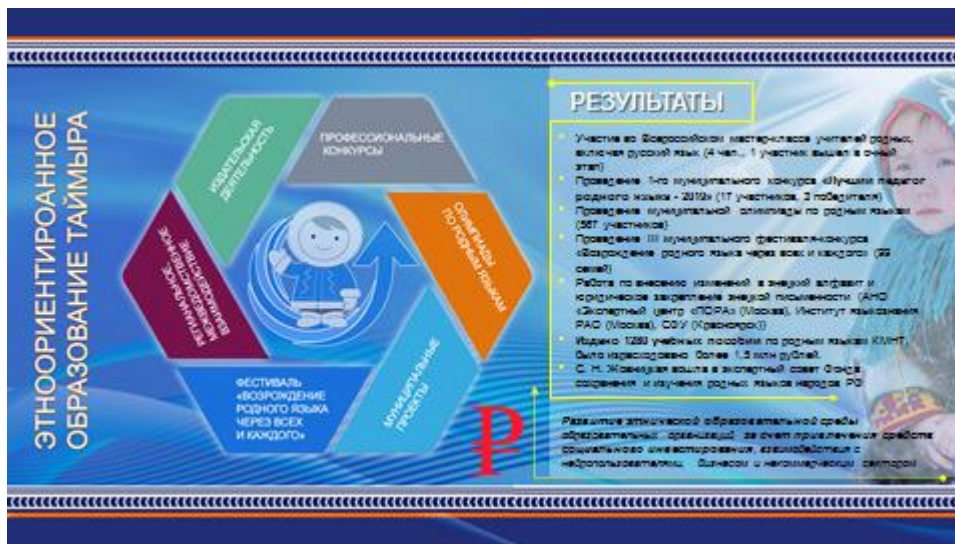 ЭТНООРИЕНТИРОАННОЕ
ОБРАЗОВАНИЕ ТАЙМЫРА
ИЗДАТЕЛЬСКАЯ
ДЕЯТЕЛЬНОСТЬ
ПРОФЕССИОНАЛЬНЫЕ
КОНКУРСЫ
ОЛИМПИАДЫ
ПО РОДНЫМ ЯЗЫКАМ
МУНИЦИПАЛЬНЫЕ
ПРОЕКТЫ
ФЕСТИВАЛЬ
«ВОЗРОЖДЕНИЕ
РОДНОГО ЯЗЫКА
ЧЕРЕЗ ВСЕХ
И КАЖДОГО»
РЕГИАНАЛЬНОЕ,
МЕЖВЕДОМСТВЕННОЕ
ВЗАИМОДЕЙСТВИЕ
₽
РЕЗУЛЬТАТЫ
Участие во Всероссийском мастер-классе учителей родных,
включая русский язык (4 чел., 1 участник вышел в очный
этап)
Проведение 1-го муниципального конкурса «Лучший педагог
родного языка - 2019» (17 участников, 3 победителя)
Проведение муниципальной олимпиады по родным языкам
(567 участников)
Проведение III муниципального фестиваля-конкурса
«Возрождение родного языка через всех и каждого» (99
семей)
Работа по внесению изменений в энецкий алфавит и
юридическое закрепление энецкой письменности (АНО
«Экспертный центр «ПОРА» (Москва), Институт языкознания
РАО (Москва), СФУ (Красноярск))
Издано 1280 учебных пособий по родным языкам КМНТ,
было израсходовано более 1,5 млн рублей.
С. Н. Жовницкая вошла в экспертный совет Фонда
сохранения и изучения родных языков народов РФ
Развитие этнической образовательной среды
образовательных организаций за счет привлечения средств
социального инвестирования, взаимодействия с
недропользователями, бизнесом и некоммерческим сектором